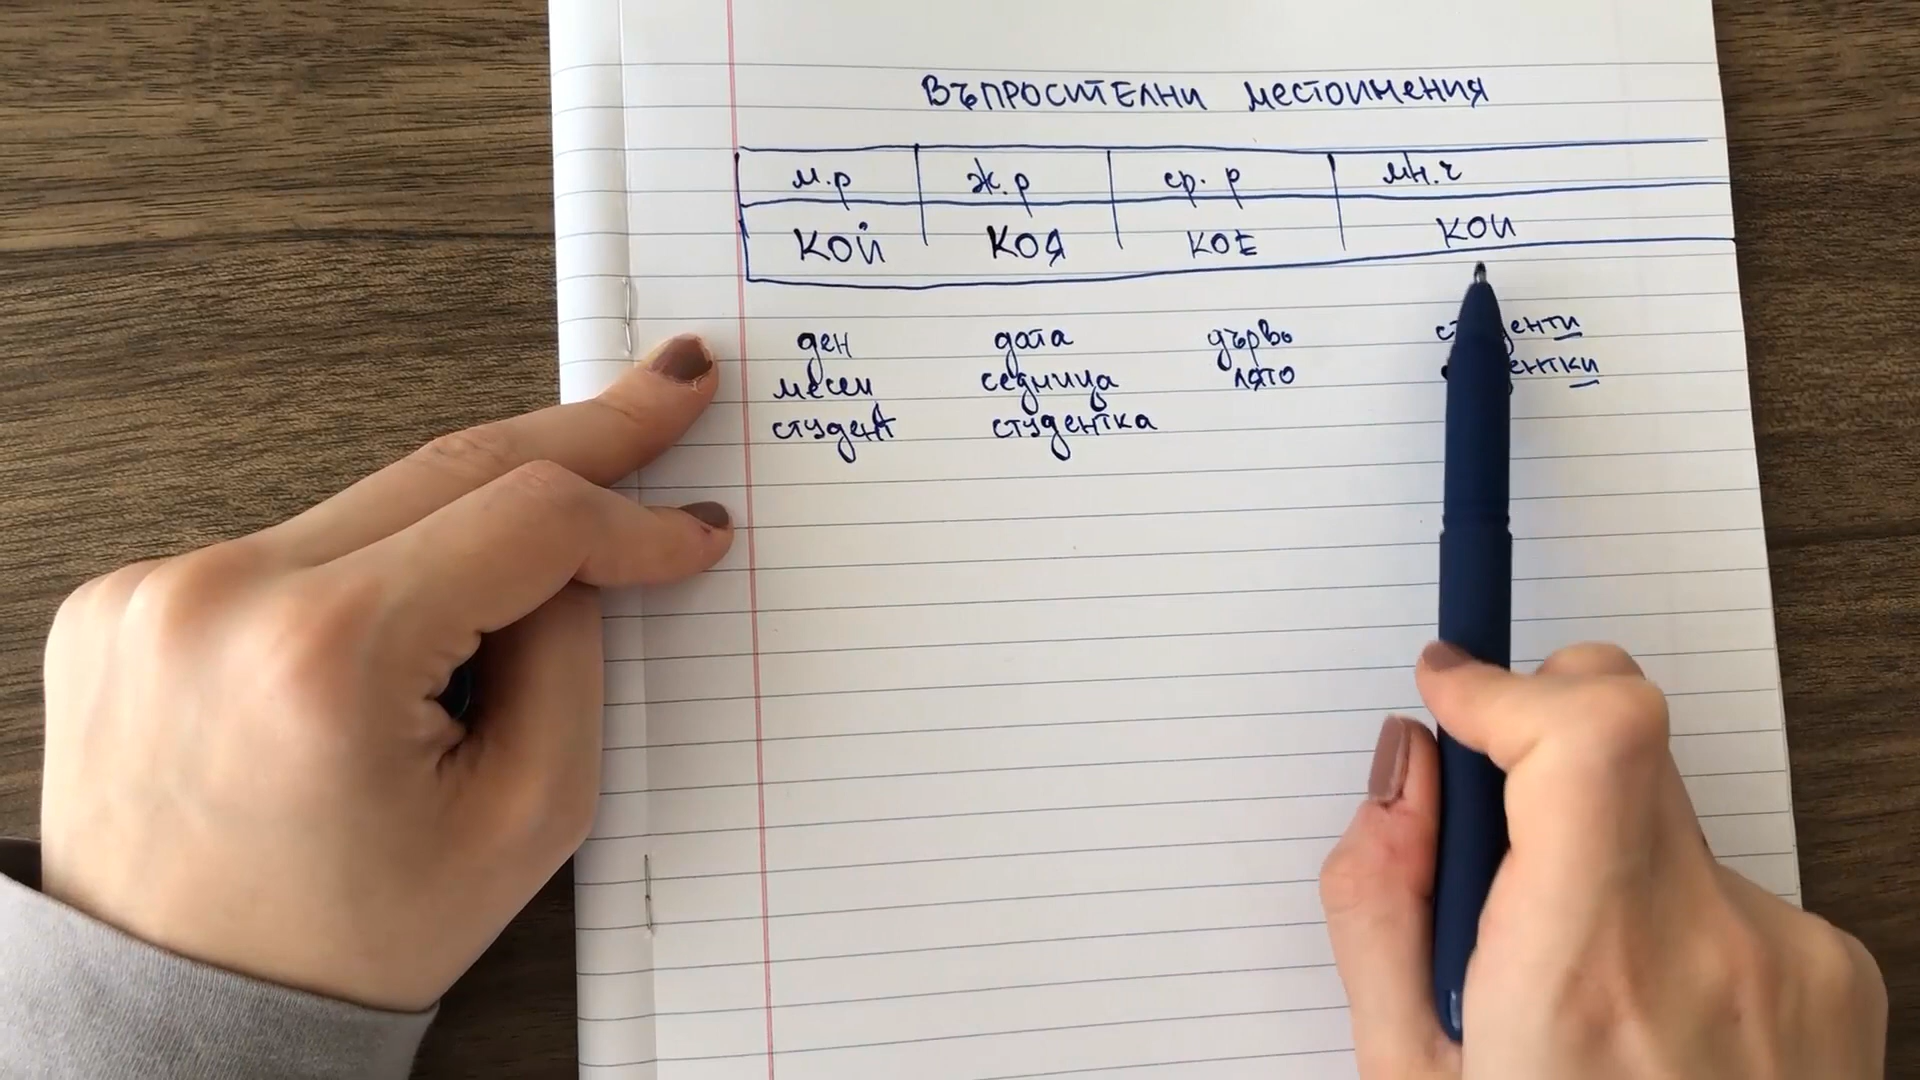 ВЪПРОСИТЕЛНИ МЕСТОИМЕНИЯ
м.р ж.р ср. р мн.ч
КОЙ КОЯ КОЕ КОИ
ден дата дърво
месец седмица лято
студент студентка